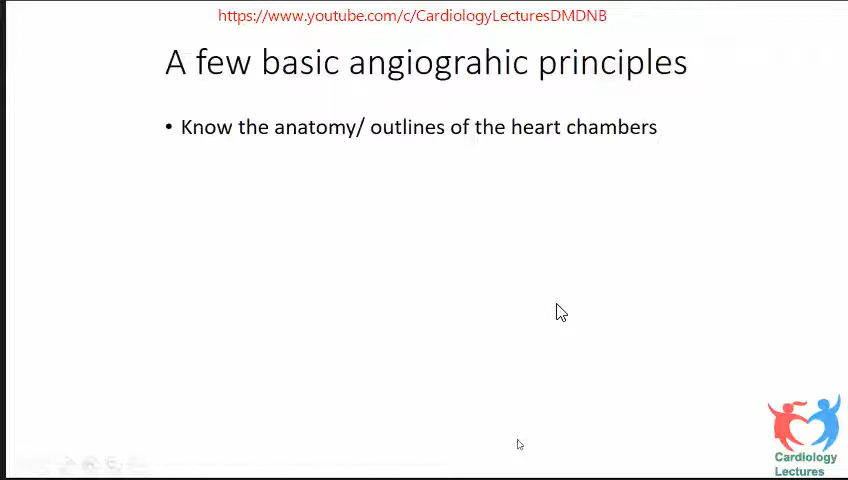 https://www.youtube.com/c/CardiologyLecturesDMDNB
A few basic angiograhic principles
• Know the anatomy/ outlines of the heart chambers
Cardiology
Lectures